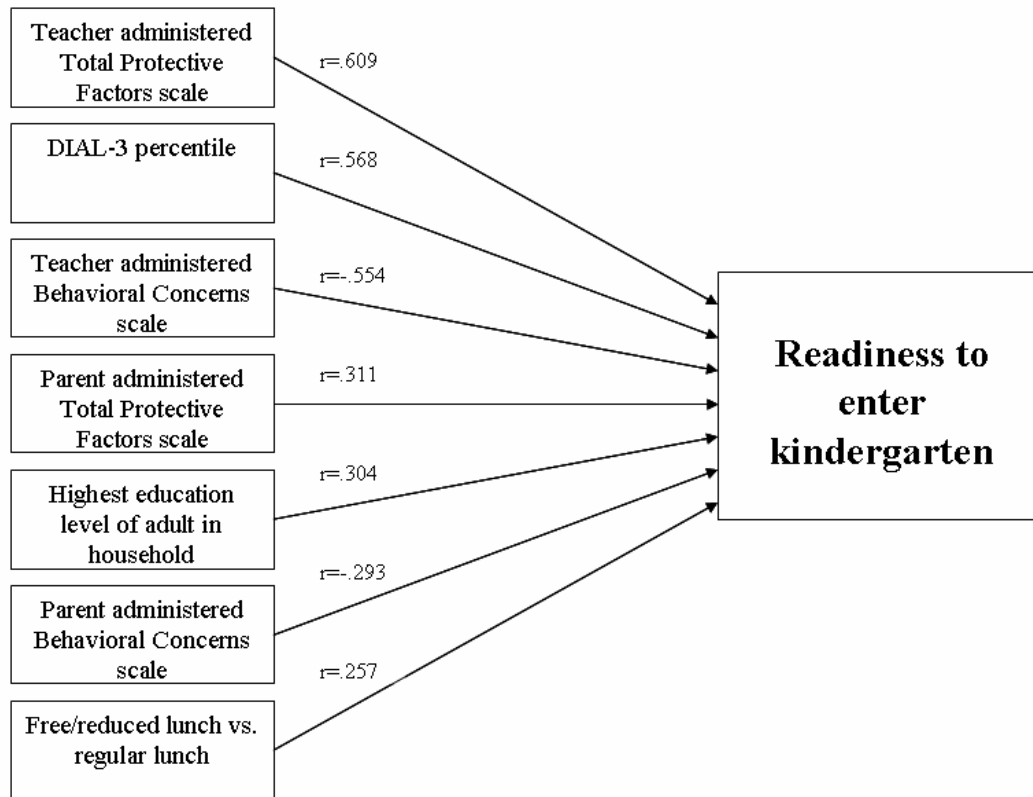 Teacher administered
Total Protective
Factors scale
r=.609
DIAL-3 percentile
r=.568
Teacher administered
Behavioral Concerns
scale
r=-.554
Parent administered
Total Protective
Factors scale
r=.311
Highest education
level of adult in
household
r=.304
Parent administered
Behavioral Concerns
scale
r=-.293
Free/reduced lunch vs.
regular lunch
r=.257
Readiness to
enter
kindergarten